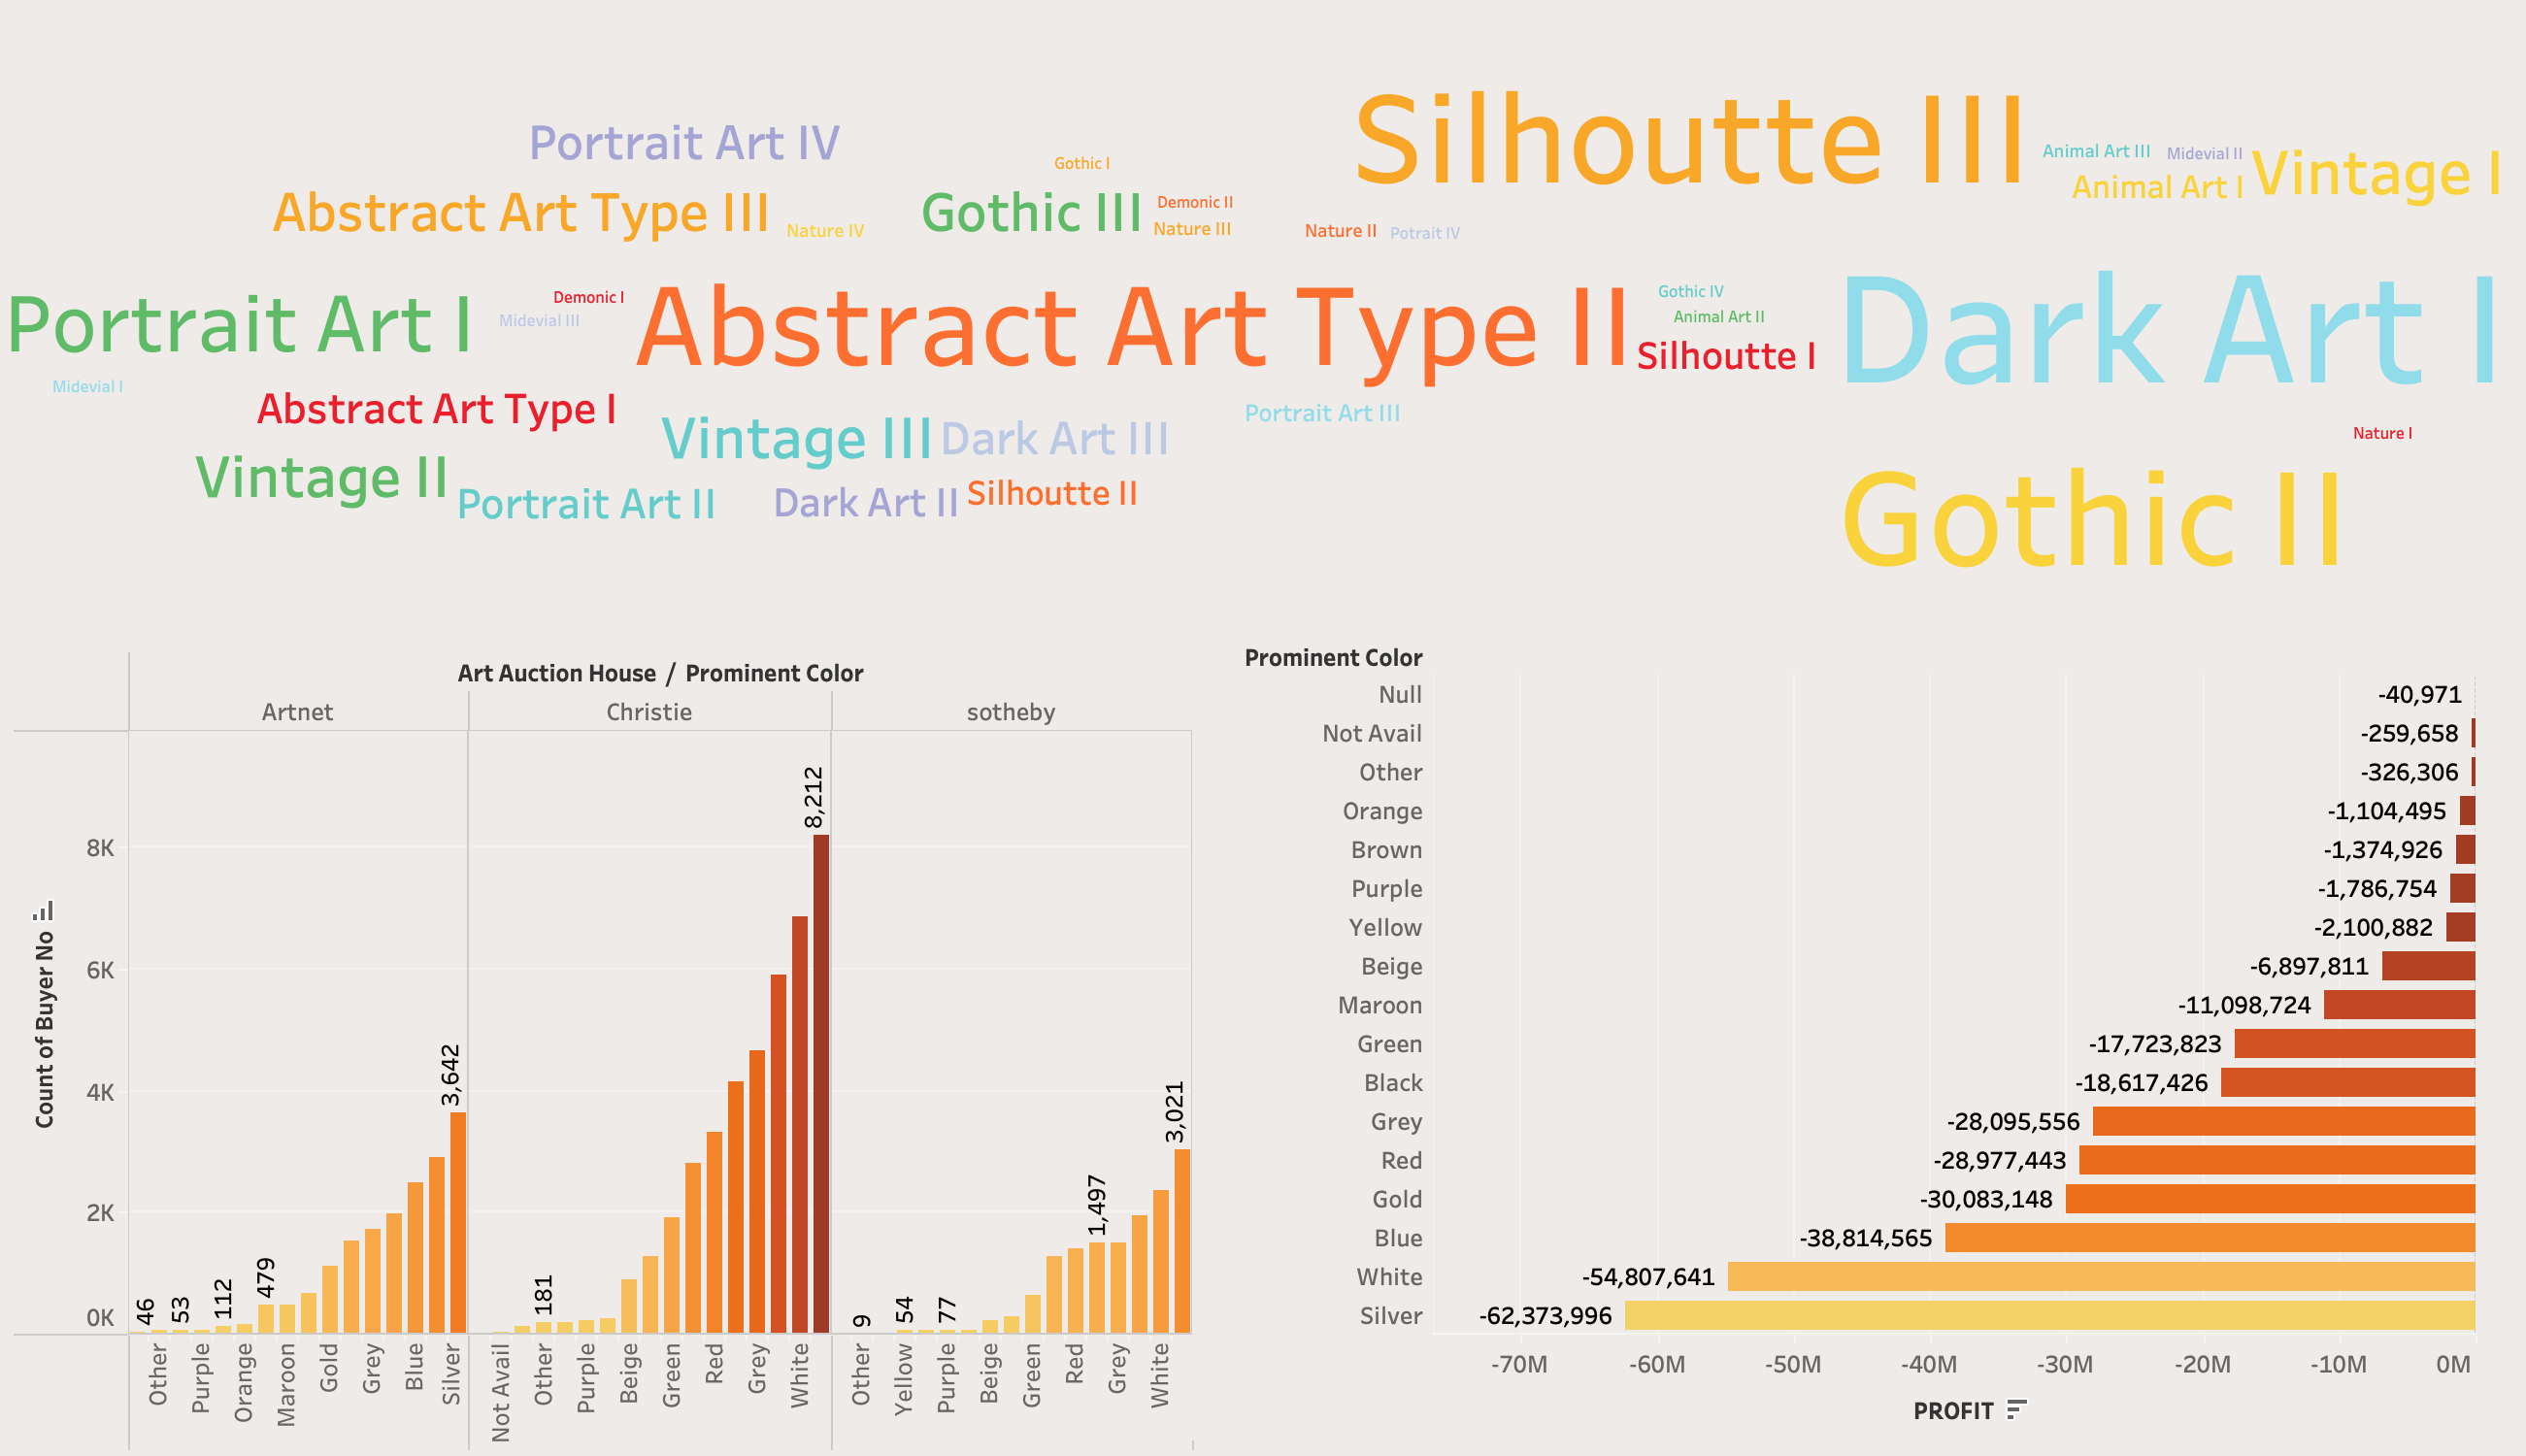 Silhoutte III
Portrait Art IV
Gothic I
Animal Art III
Midevial II
Vintage I
Animal Art I
Abstract Art Type III
Nature IV
Gothic III
Demonic II
Nature III
Nature II
Potrait IV
Portrait Art I
Midevial III
Demonic I
Abstract Art Type II
Gothic IV
Animal Art II
Silhoutte I
Dark Art I
Midevial I
Abstract Art Type I
Vintage III
Dark Art III
Portrait Art III
Nature I
Vintage II
Portrait Art II
Dark Art II
Silhoutte II
Gothic II
Art Auction House / Prominent Color
Artnet
Christie
sotheby
Count of Buyer No
8K
6K
4K
2K
0K
46
53
112
479
3,642
181
8,212
9
54
77
1,497
3,021
Other
Purple
Orange
Maroon
Gold
Grey
Blue
Silver
Not Avail
Other
Purple
Beige
Green
Red
Grey
White
Other
Yellow
Purple
Beige
Green
Red
Grey
White
Prominent Color
Null -40,971
Not Avail -259,658
Other -326,306
Orange -1,104,495
Brown -1,374,926
Purple -1,786,754
Yellow -2,100,882
Beige -6,897,811
Maroon -11,098,724
Green -17,723,823
Black -18,617,426
Grey -28,095,556
Red -28,977,443
Gold -30,083,148
Blue -38,814,565
White -54,807,641
Silver -62,373,996
-70M -60M -50M -40M -30M -20M -10M 0M
PROFIT